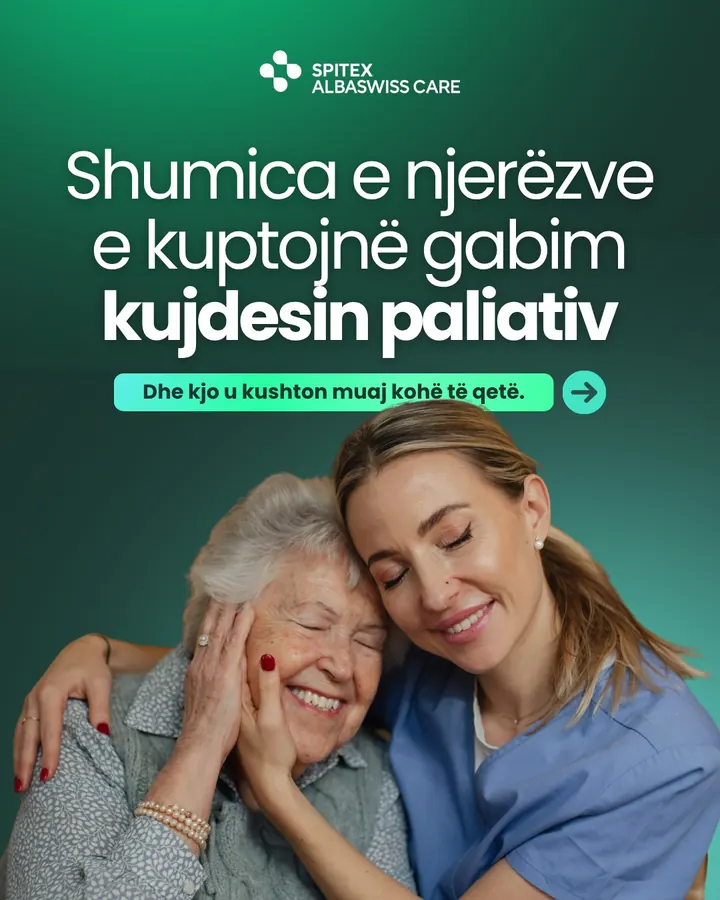 SPITEX
ALBASWISS CARE
Shumica e njerëzve
e kuptojnë gabim
kujdesin paliativ
Dhe kjo u kushton muaj kohë të qetë.